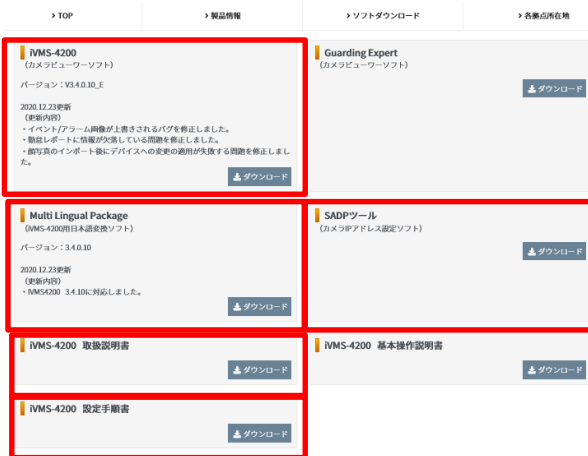 > TOP
> 製品情報
> ソフトダウンロード
> 各拠点所在地
iVMS-4200
(カメラビューワーソフト)
バージョン：V3.4.0.10_E
2020.12.23更新
(更新内容)
・イベント/アラーム画像が上書きされるバグを修正しました。
・勤怠レポートに情報が欠落している問題を修正しました。
・顔写真のインポート後にデバイスへの変更の適用が失敗する問題を修正しまし
た。
ダウンロード
Guarding Expert
(カメラビューワーソフト)
ダウンロード
Multi Lingual Package
(iVMS-4200用日本語変換ソフト)
バージョン：3.4.0.10
2020.12.23更新
(更新内容)
・iVMS4200 3.4.10に対応しました。
ダウンロード
SADPツール
(カメラIPアドレス設定ソフト)
ダウンロード
iVMS-4200 取扱説明書
ダウンロード
iVMS-4200 基本操作説明書
ダウンロード
iVMS-4200 設定手順書
ダウンロード